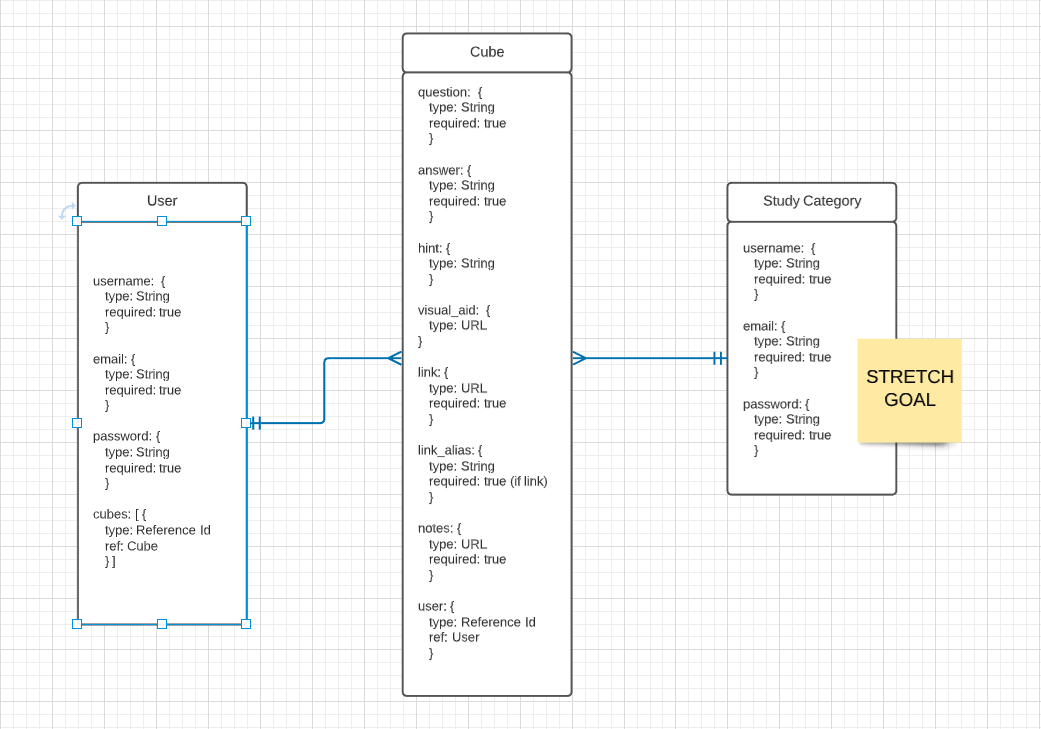 User
username:  {
type: String
required: true
}
email: {
type: String
required: true
}
password: {
type: String
required: true
}
cubes: [ {
type: Reference Id
ref: Cube
} ]
Cube
question:  {
type: String
required: true
}
answer: {
type: String
required: true
}
hint: {
type: String
}
visual_aid:  {
type: URL
}
link: {
type: URL
required: true
}
link_alias: {
type: String
required: true (if link)
}
notes: {
type: URL
required: true
}
user: {
type: Reference Id
ref: User
}
Study Category
username:  {
type: String
required: true
}
email: {
type: String
required: true
}
password: {
type: String
required: true
}
STRETCH
GOAL